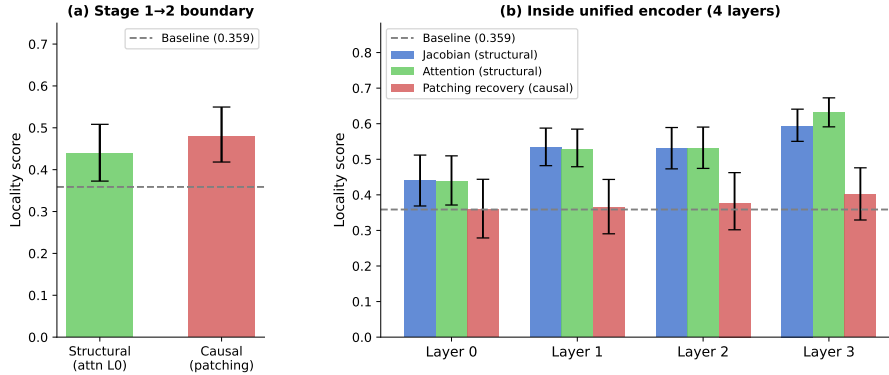 (a) Stage 1→2 boundary
Baseline (0.359)
Locality score
0.7
0.6
0.5
0.4
0.3
0.2
0.1
0.0
Structural
(attn L0)
Causal
(patching)
(b) Inside unified encoder (4 layers)
Baseline (0.359)
Jacobian (structural)
Attention (structural)
Patching recovery (causal)
Locality score
0.8
0.7
0.6
0.5
0.4
0.3
0.2
0.1
0.0
Layer 0
Layer 1
Layer 2
Layer 3